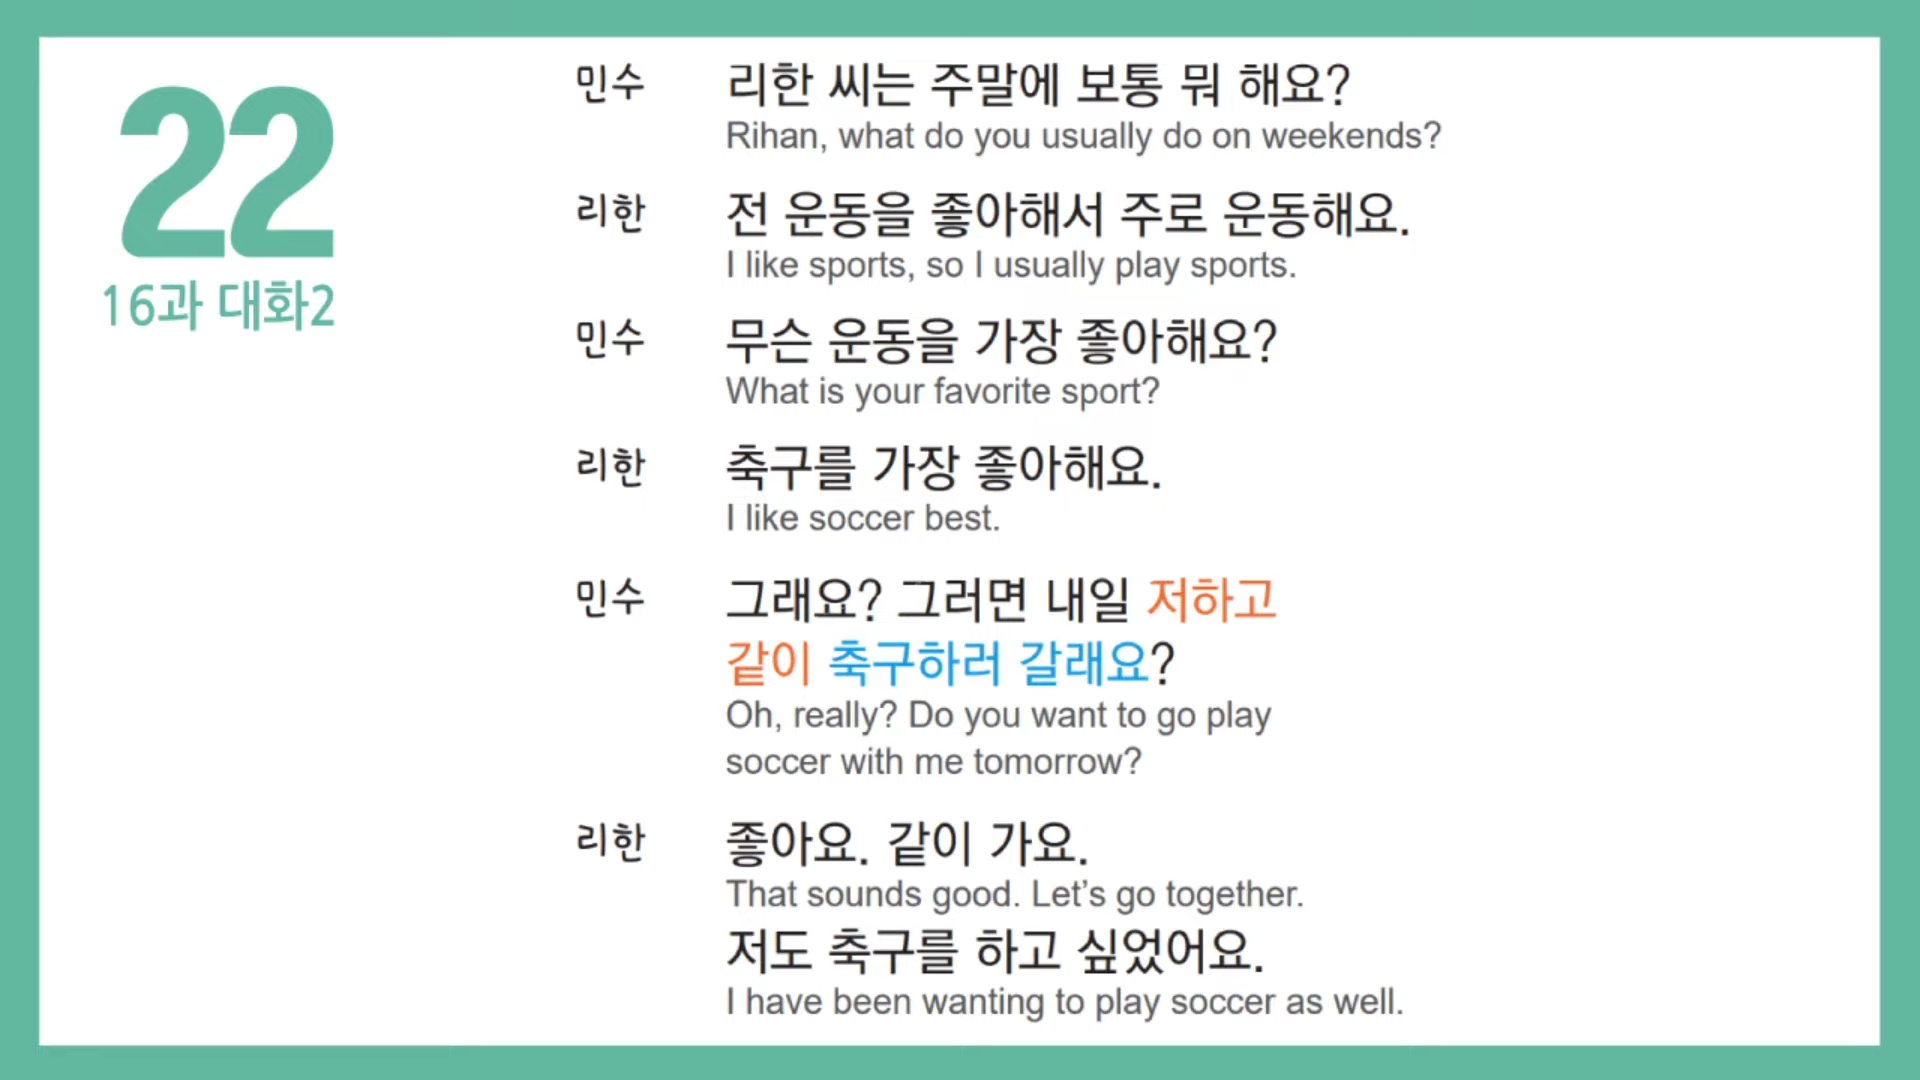 22
16과 대화2
민수 리한 씨는 주말에 보통 뭐 해요?
Rihan, what do you usually do on weekends?
리한 전 운동을 좋아해서 주로 운동해요.
I like sports, so I usually play sports.
민수 무슨 운동을 가장 좋아해요?
What is your favorite sport?
리한 축구를 가장 좋아해요.
I like soccer best.
민수 그래요? 그러면 내일 저하고
같이 축구하러 갈래요?
Oh, really? Do you want to go play
soccer with me tomorrow?
리한 좋아요. 같이 가요.
That sounds good. Let’s go together.
저도 축구를 하고 싶었어요.
I have been wanting to play soccer as well.